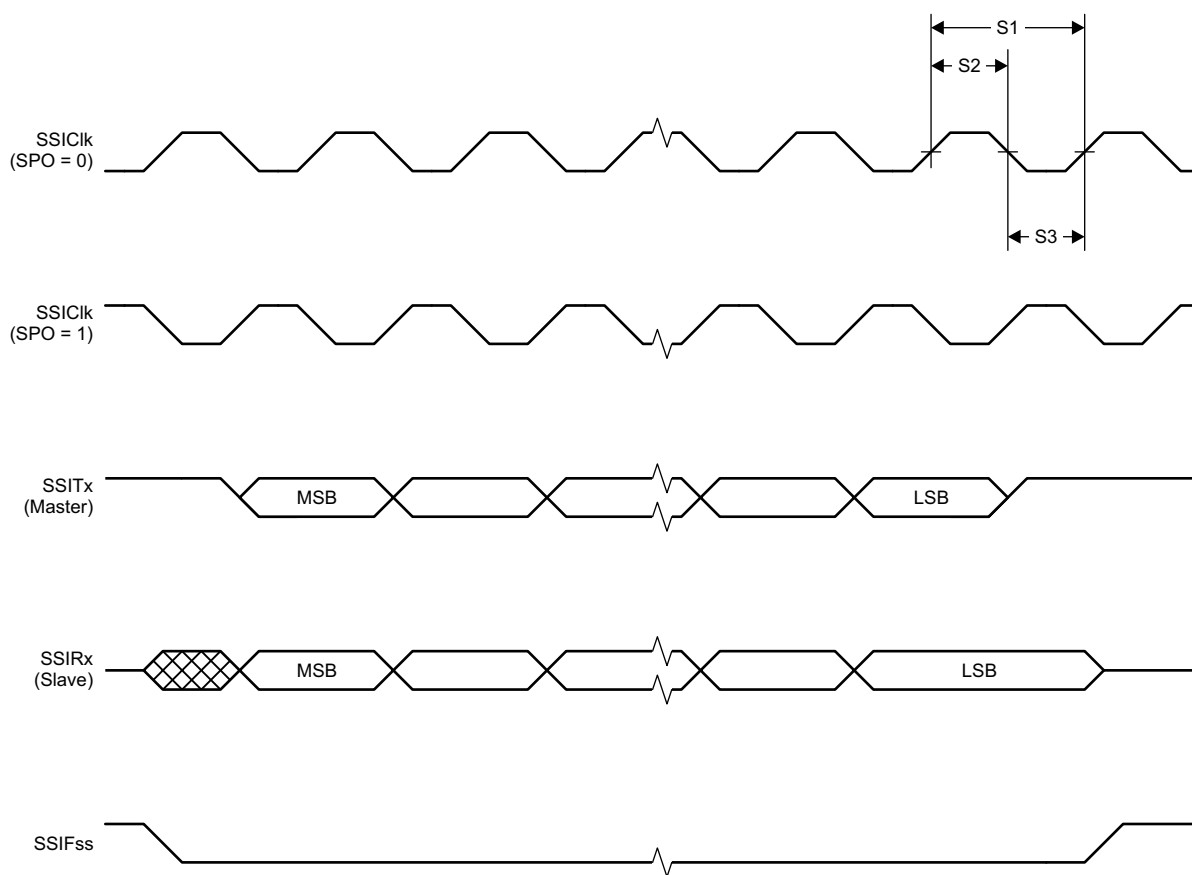 S1
S2
SSIClk
(SPO = 0)
S3
SSIClk
(SPO = 1)
SSITx
(Master)
MSB
LSB
SSIRx
(Slave)
MSB
LSB
SSIFss